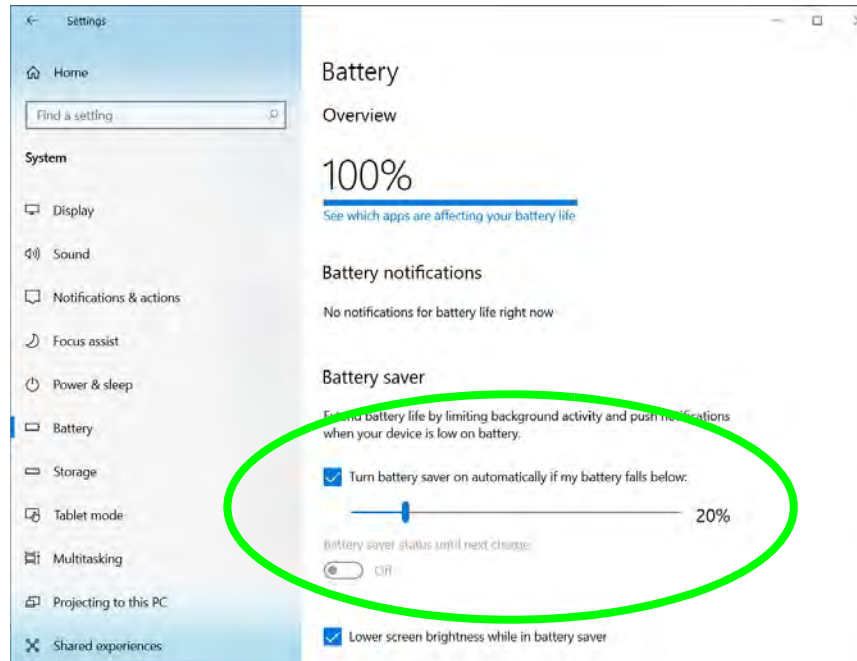 Settings
Home
Find a setting
System
Display
Sound
Notifications & actions
Focus assist
Power & sleep
Battery
Storage
Tablet mode
Multitasking
Projecting to this PC
Shared experiences
Battery
Overview
100%
See which apps are affecting your battery life
Battery notifications
No notifications for battery life right now
Battery saver
Extend battery life by limiting background activity and push notifications
when your device is low on battery.
Turn battery saver on automatically if my battery falls below:
20%
Battery saver status until next charge
Off
Lower screen brightness while in battery saver